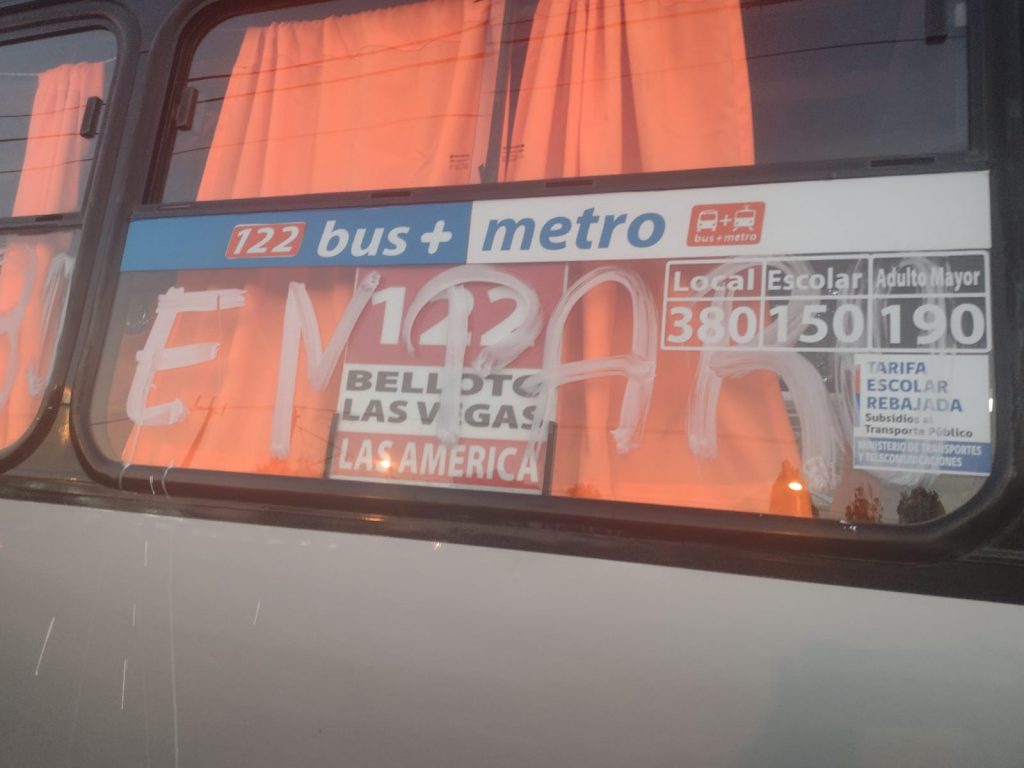 122 bus + metro bus+metro
Local Escolar Adulto Mayor
380 150 190
122
BELLOTO
LAS VEGAS
LAS AMÉRICA
TARIFA
ESCOLAR
REBAJADA
Subsidios al
Transporte Público
MINISTERIO DE TRANSPORTES
Y TELECOMUNICACIONES